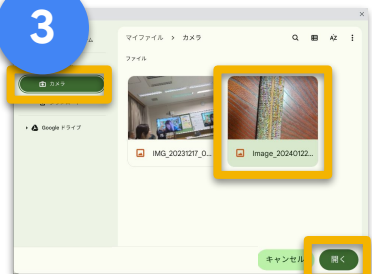 3
マイファイル > カメラ
AZ
ファイル
カメラ
Google ドライブ
IMG_20231217_0...
Image_20240122...
キャンセル
開く